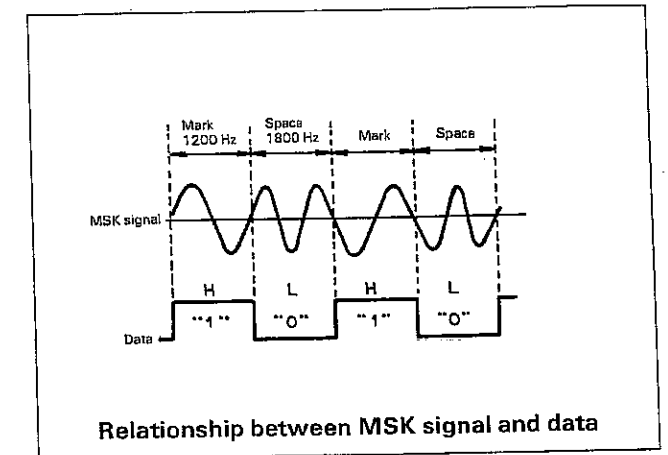 Mark
1200 Hz
Space
1800 Hz
Mark
Space
MSK signal
H
L
H
L
"1"
"0"
"1"
"0"
Data
Relationship between MSK signal and data